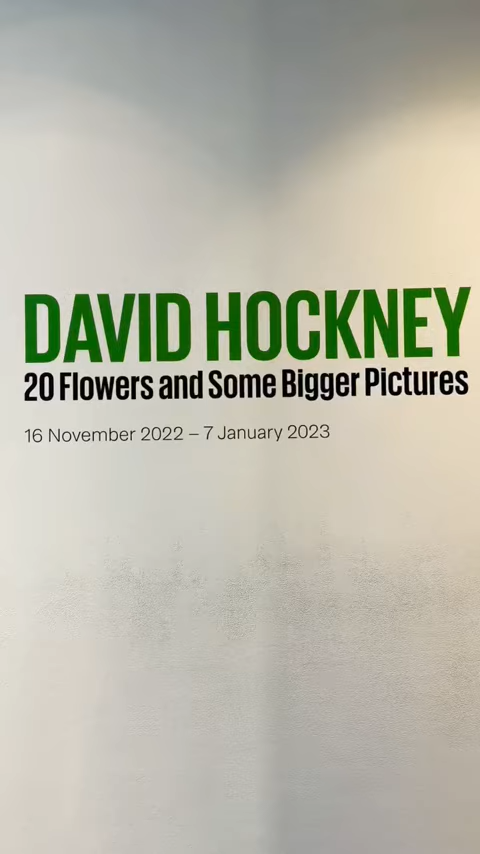 DAVID HOCKNEY
20 Flowers and Some Bigger Pictures
16 November 2022 – 7 January 2023